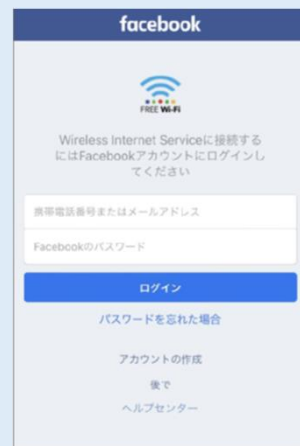 facebook
FREE Wi-Fi
Wireless Internet Serviceに接続する
にはFacebookアカウントにログインし
てください
携帯電話番号またはメールアドレス
Facebookのパスワード
ログイン
パスワードを忘れた場合
アカウントの作成
後で
ヘルプセンター